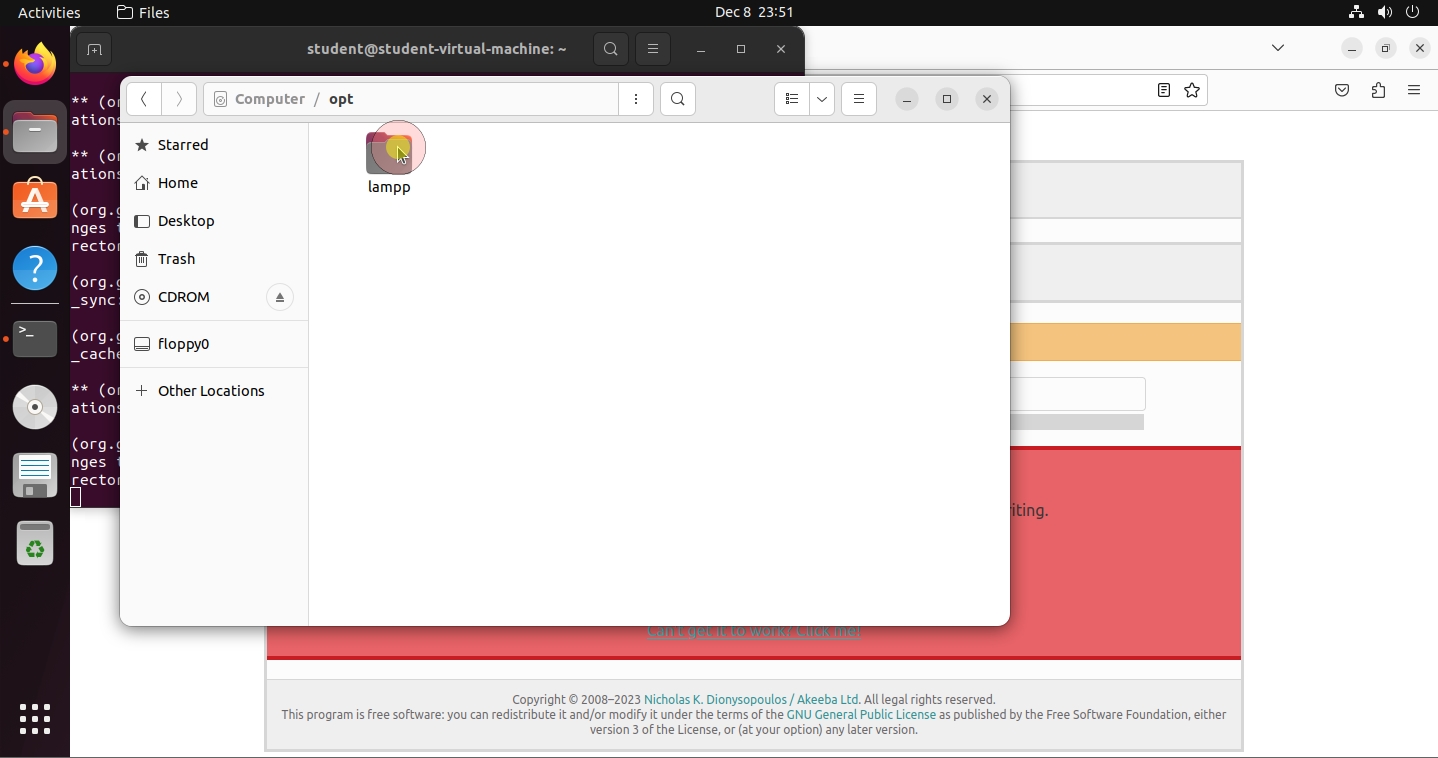 Activities Files Dec 8 23:51
student@student-virtual-machine: ~
Computer / opt
Starred
Home
Desktop
Trash
CDROM
floppy0
+ Other Locations
lampp
** (or
ations
** (or
ations
(org.g
nges t
rector
(org.g
_sync:
(org.g
_cache
** (or
ations
(org.g
nges t
rector
iting.
Can't get it to work? Click me!
Copyright © 2008–2023 Nicholas K. Dionysopoulos / Akeeba Ltd. All legal rights reserved.
This program is free software: you can redistribute it and/or modify it under the terms of the GNU General Public License as published by the Free Software Foundation, either
version 3 of the License, or (at your option) any later version.